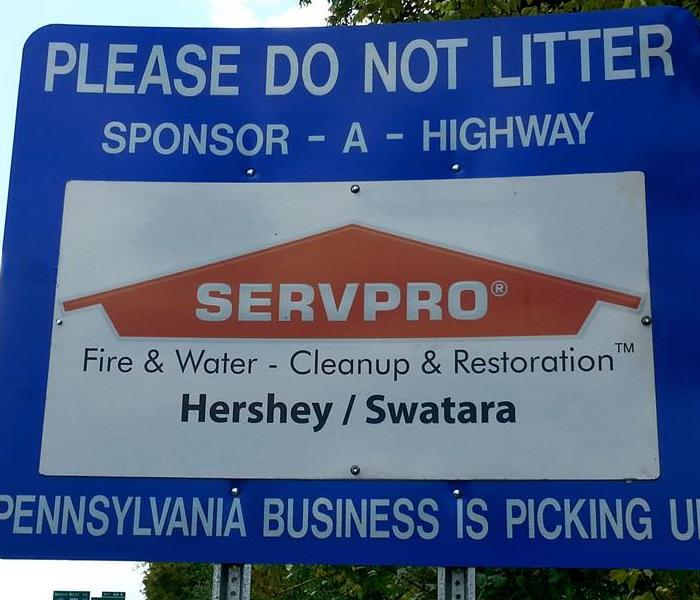 PLEASE DO NOT LITTER
SPONSOR - A - HIGHWAY
SERVPRO®
Fire & Water - Cleanup & Restoration™
Hershey / Swatara
PENNSYLVANIA BUSINESS IS PICKING U